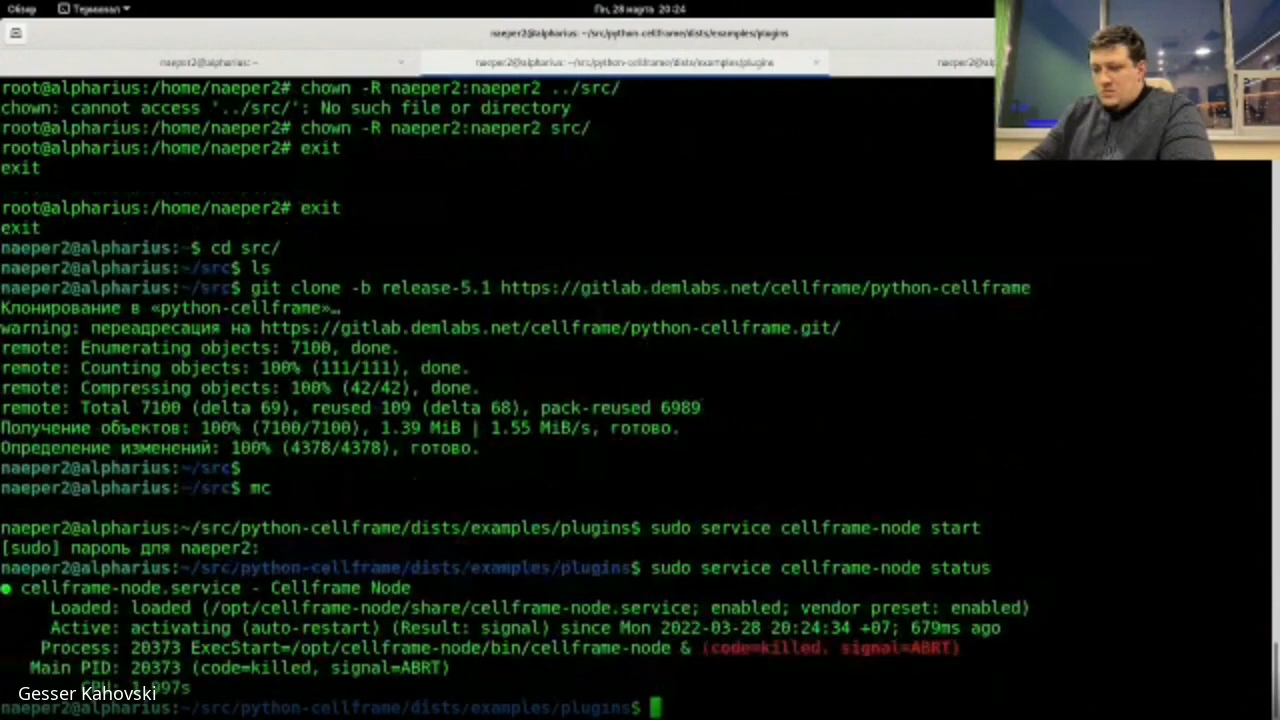 Обзор
Терминал
Пн, 28 марта 20:24
naeper2@alpharius: ~/src/python-cellframe/dists/examples/plugins
naeper2@alpharius: ~
naeper2@alpharius: ~/src/python-cellframe/dists/examples/plugins
naeper2@al
root@alpharius:/home/naeper2# chown -R naeper2:naeper2 ../src/
chown: cannot access '../src/': No such file or directory
root@alpharius:/home/naeper2# chown -R naeper2:naeper2 src/
root@alpharius:/home/naeper2# exit
exit
root@alpharius:/home/naeper2# exit
exit
naeper2@alpharius:~$ cd src/
naeper2@alpharius:~/src$ ls
naeper2@alpharius:~/src$ git clone -b release-5.1 https://gitlab.demlabs.net/cellframe/python-cellframe
Клонирование в «python-cellframe»…
warning: переадресация на https://gitlab.demlabs.net/cellframe/python-cellframe.git/
remote: Enumerating objects: 7100, done.
remote: Counting objects: 100% (111/111), done.
remote: Compressing objects: 100% (42/42), done.
remote: Total 7100 (delta 69), reused 109 (delta 68), pack-reused 6989
Получение объектов: 100% (7100/7100), 1.39 MiB | 1.55 MiB/s, готово.
Определение изменений: 100% (4378/4378), готово.
naeper2@alpharius:~/src$
naeper2@alpharius:~/src$ mc
naeper2@alpharius:~/src/python-cellframe/dists/examples/plugins$ sudo service cellframe-node start
[sudo] пароль для naeper2:
naeper2@alpharius:~/src/python-cellframe/dists/examples/plugins$ sudo service cellframe-node status
● cellframe-node.service - Cellframe Node
Loaded: loaded (/opt/cellframe-node/share/cellframe-node.service; enabled; vendor preset: enabled)
Active: activating (auto-restart) (Result: signal) since Mon 2022-03-28 20:24:34 +07; 679ms ago
Process: 20373 ExecStart=/opt/cellframe-node/bin/cellframe-node & (code=killed, signal=ABRT)
Main PID: 20373 (code=killed, signal=ABRT)
CPU: 1.997s
Gesser Kahovski
naeper2@alpharius:~/src/python-cellframe/dists/examples/plugins$